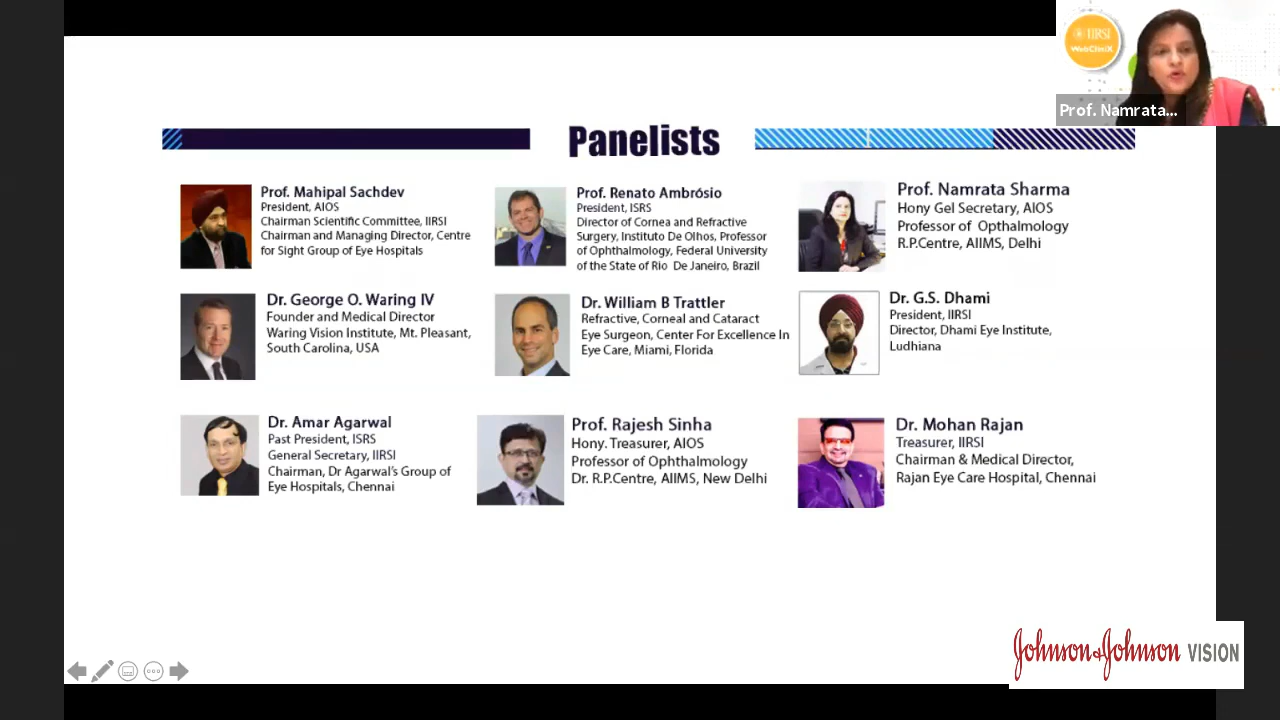 IIRSI
WebCliniX
Prof. Namrata...
Panelists
Prof. Mahipal Sachdev
President, AIOS
Chairman Scientific Committee, IIRSI
Chairman and Managing Director, Centre
for Sight Group of Eye Hospitals
Prof. Renato Ambrósio
President, ISRS
Director of Cornea and Refractive
Surgery, Instituto De Olhos, Professor
of Ophthalmology, Federal University
of the State of Rio De Janeiro, Brazil
Prof. Namrata Sharma
Hony Gel Secretary, AIOS
Professor of Opthalmology
R.P.Centre, AIIMS, Delhi
Dr. George O. Waring IV
Founder and Medical Director
Waring Vision Institute, Mt. Pleasant,
South Carolina, USA
Dr. William B Trattler
Refractive, Corneal and Cataract
Eye Surgeon, Center For Excellence In
Eye Care, Miami, Florida
Dr. G.S. Dhami
President, IIRSI
Director, Dhami Eye Institute,
Ludhiana
Dr. Amar Agarwal
Past President, ISRS
General Secretary, IIRSI
Chairman, Dr Agarwal's Group of
Eye Hospitals, Chennai
Prof. Rajesh Sinha
Hony. Treasurer, AIOS
Professor of Ophthalmology
Dr. R.P.Centre, AIIMS, New Delhi
Dr. Mohan Rajan
Treasurer, IIRSI
Chairman & Medical Director,
Rajan Eye Care Hospital, Chennai
Johnson&Johnson VISION